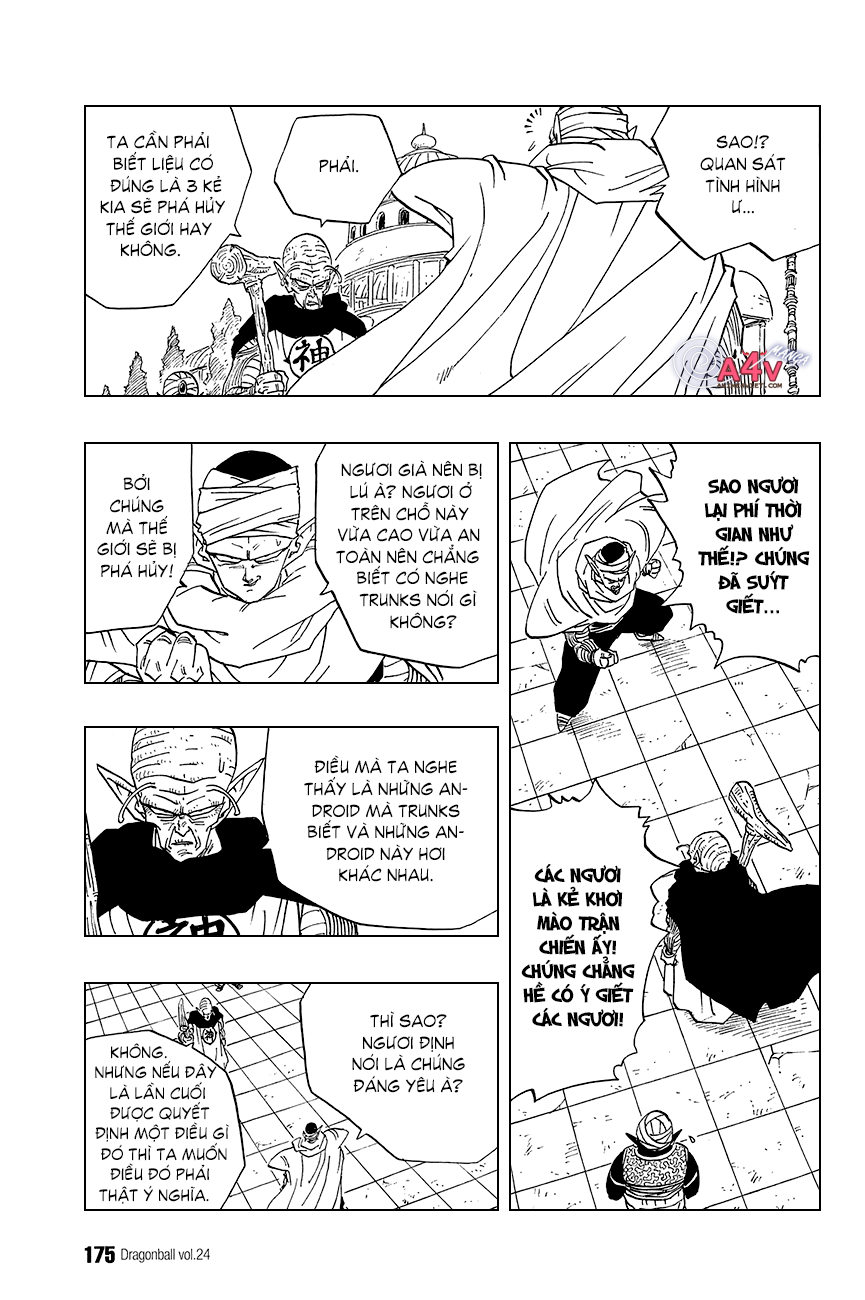 SAO!?
QUAN SÁT
TÌNH HÌNH
Ư...
PHẢI.
TA CẦN PHẢI
BIẾT LIỆU CÓ
ĐÚNG LÀ 3 KẺ
KIA SẼ PHÁ HỦY
THẾ GIỚI HAY
KHÔNG.
神
MANGA
A4V
SAO NGƯƠI
LẠI PHÍ THỜI
GIAN NHƯ
THẾ!? CHÚNG
ĐÃ SUÝT
GIẾT...
CÁC NGƯƠI
LÀ KẺ KHƠI
MÀO TRẬN
CHIẾN ẤY!
CHÚNG CHẲNG
HỀ CÓ Ý GIẾT
CÁC NGƯƠI!
NGƯƠI GIÀ NÊN BỊ
LÚ À? NGƯƠI Ở
TRÊN CHỖ NÀY
VỪA CAO VỪA AN
TOÀN NÊN CHẲNG
BIẾT CÓ NGHE
TRUNKS NÓI GÌ
KHÔNG?
BỞI
CHÚNG
MÀ THẾ
GIỚI SẼ BỊ
PHÁ HỦY!
ĐIỀU MÀ TA NGHE
THẤY LÀ NHỮNG AN-
DROID MÀ TRUNKS
BIẾT VÀ NHỮNG AN-
DROID NÀY HƠI
KHÁC NHAU.
神
THÌ SAO?
NGƯƠI ĐỊNH
NÓI LÀ CHÚNG
ĐÁNG YÊU À?
神
KHÔNG.
NHƯNG NẾU ĐÂY
LÀ LẦN CUỐI
ĐƯỢC QUYẾT
ĐỊNH MỘT ĐIỀU GÌ
ĐÓ THÌ TA MUỐN
ĐIỀU ĐÓ PHẢI
THẬT Ý NGHĨA.
175 Dragonball vol.24